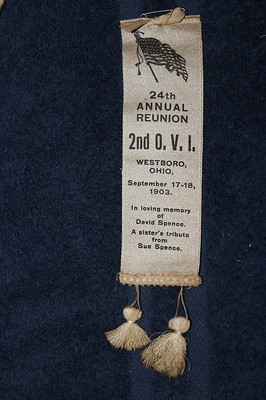 24th
ANNUAL
REUNION
2nd O. V. I.
WESTBORO,
OHIO,
September 17-18,
1903.
In loving memory
of
David Spence.
A sister's tribute
from
Sue Spence.